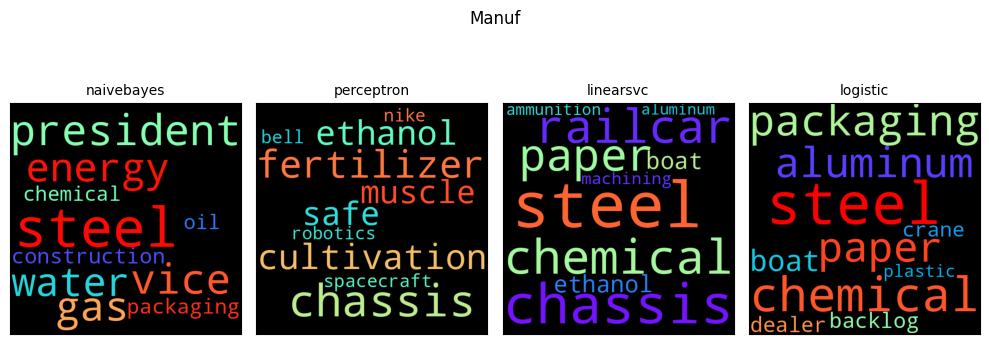 Manuf
naivebayes
president
energy
chemical
steel
oil
construction
water
vice
gas
packaging
perceptron
nike
bell
ethanol
fertilizer
muscle
safe
robotics
cultivation
spacecraft
chassis
linearsvc
ammunition
aluminum
railcar
paper
boat
machining
steel
chemical
ethanol
chassis
logistic
packaging
aluminum
steel
crane
paper
boat
plastic
chemical
dealer
backlog